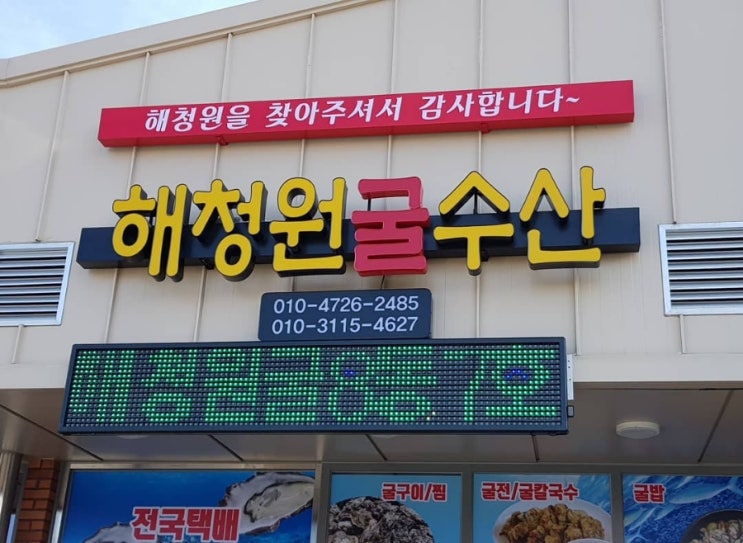 해청원을 찾아주셔서 감사합니다~
해청원굴수산
010-4726-2485
010-3115-4627
해청원굴8동7호
전국택배
굴구이/찜
굴전/굴칼국수
굴밥